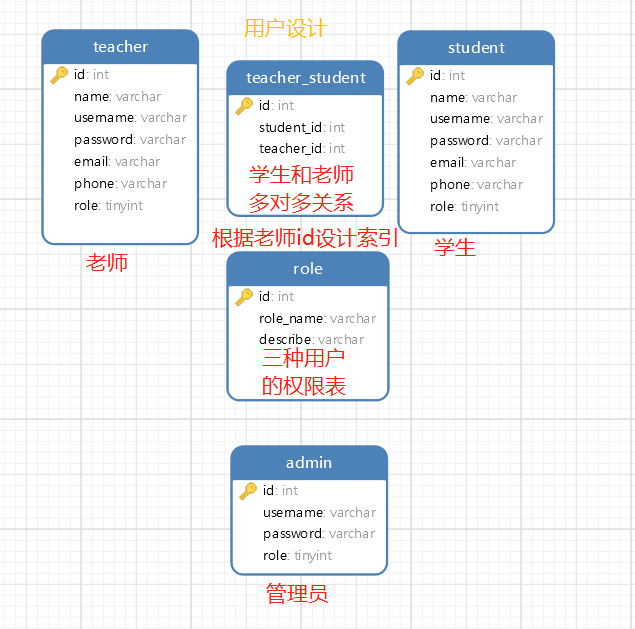 用户设计
teacher
id: int
name: varchar
username: varchar
password: varchar
email: varchar
phone: varchar
role: tinyint
老师
teacher_student
id: int
student_id: int
teacher_id: int
学生和老师
多对多关系
根据老师id设计索引
student
id: int
name: varchar
username: varchar
password: varchar
email: varchar
phone: varchar
role: tinyint
学生
role
id: int
role_name: varchar
describe: varchar
三种用户
的权限表
admin
id: int
username: varchar
password: varchar
role: tinyint
管理员